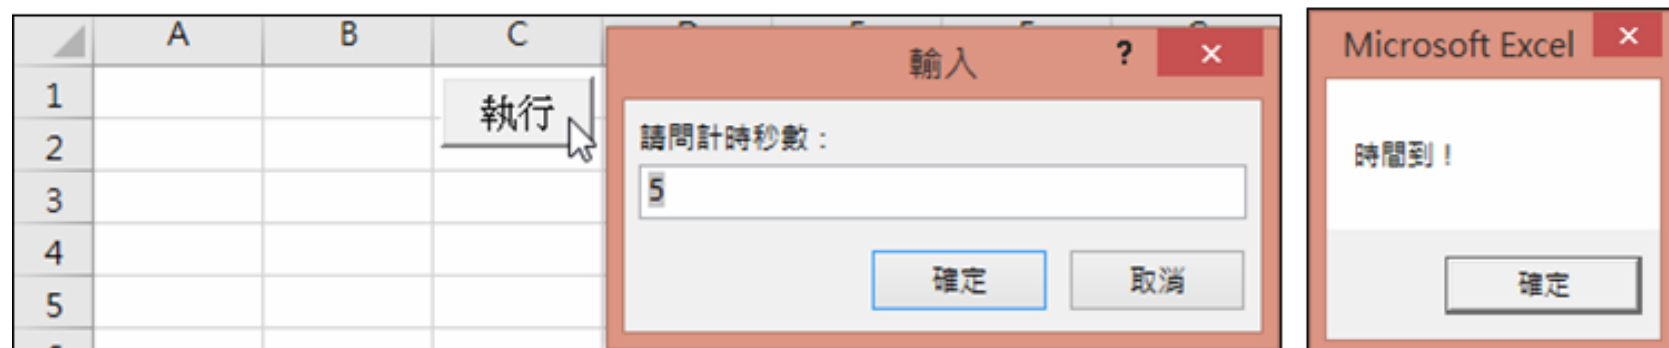 A B C
1
2
3
4
5
執行
輸入 ? ×
請問計時秒數：
5
確定 取消
Microsoft Excel ×
時間到！
確定